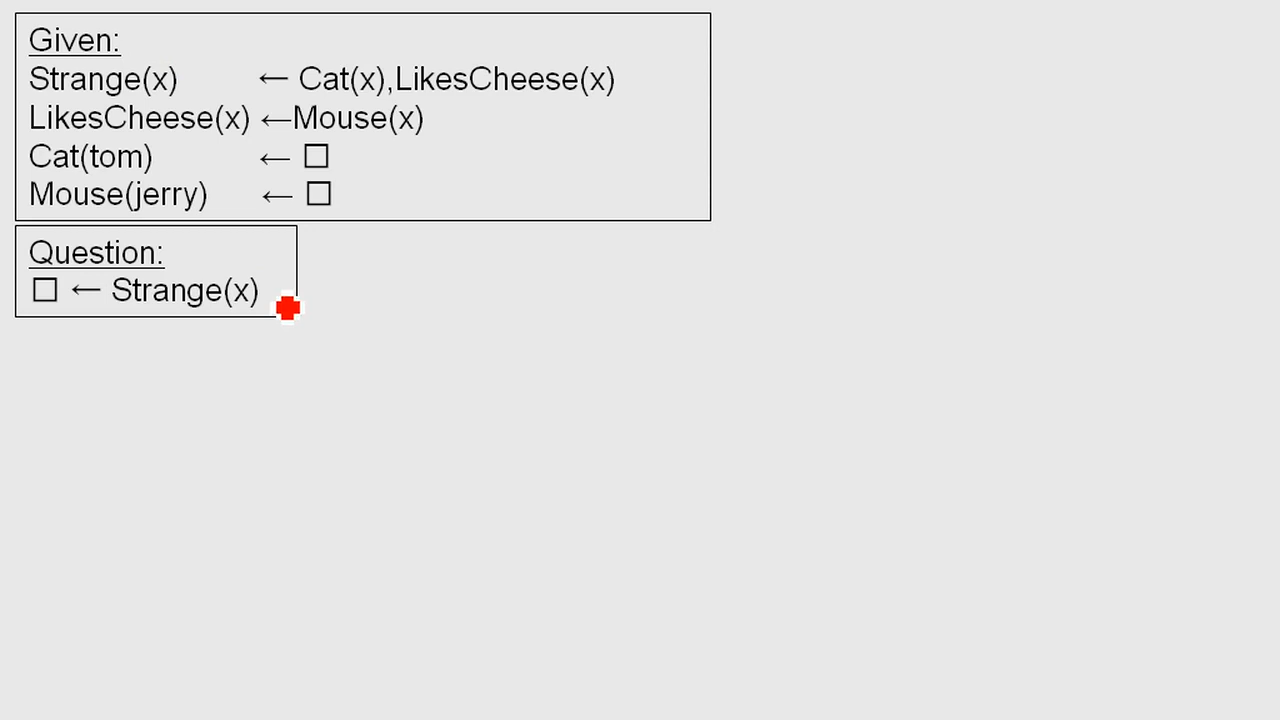 Given:
Strange(x) ← Cat(x),LikesCheese(x)
LikesCheese(x) ←Mouse(x)
Cat(tom) ← □
Mouse(jerry) ← □
Question:
□ ← Strange(x)